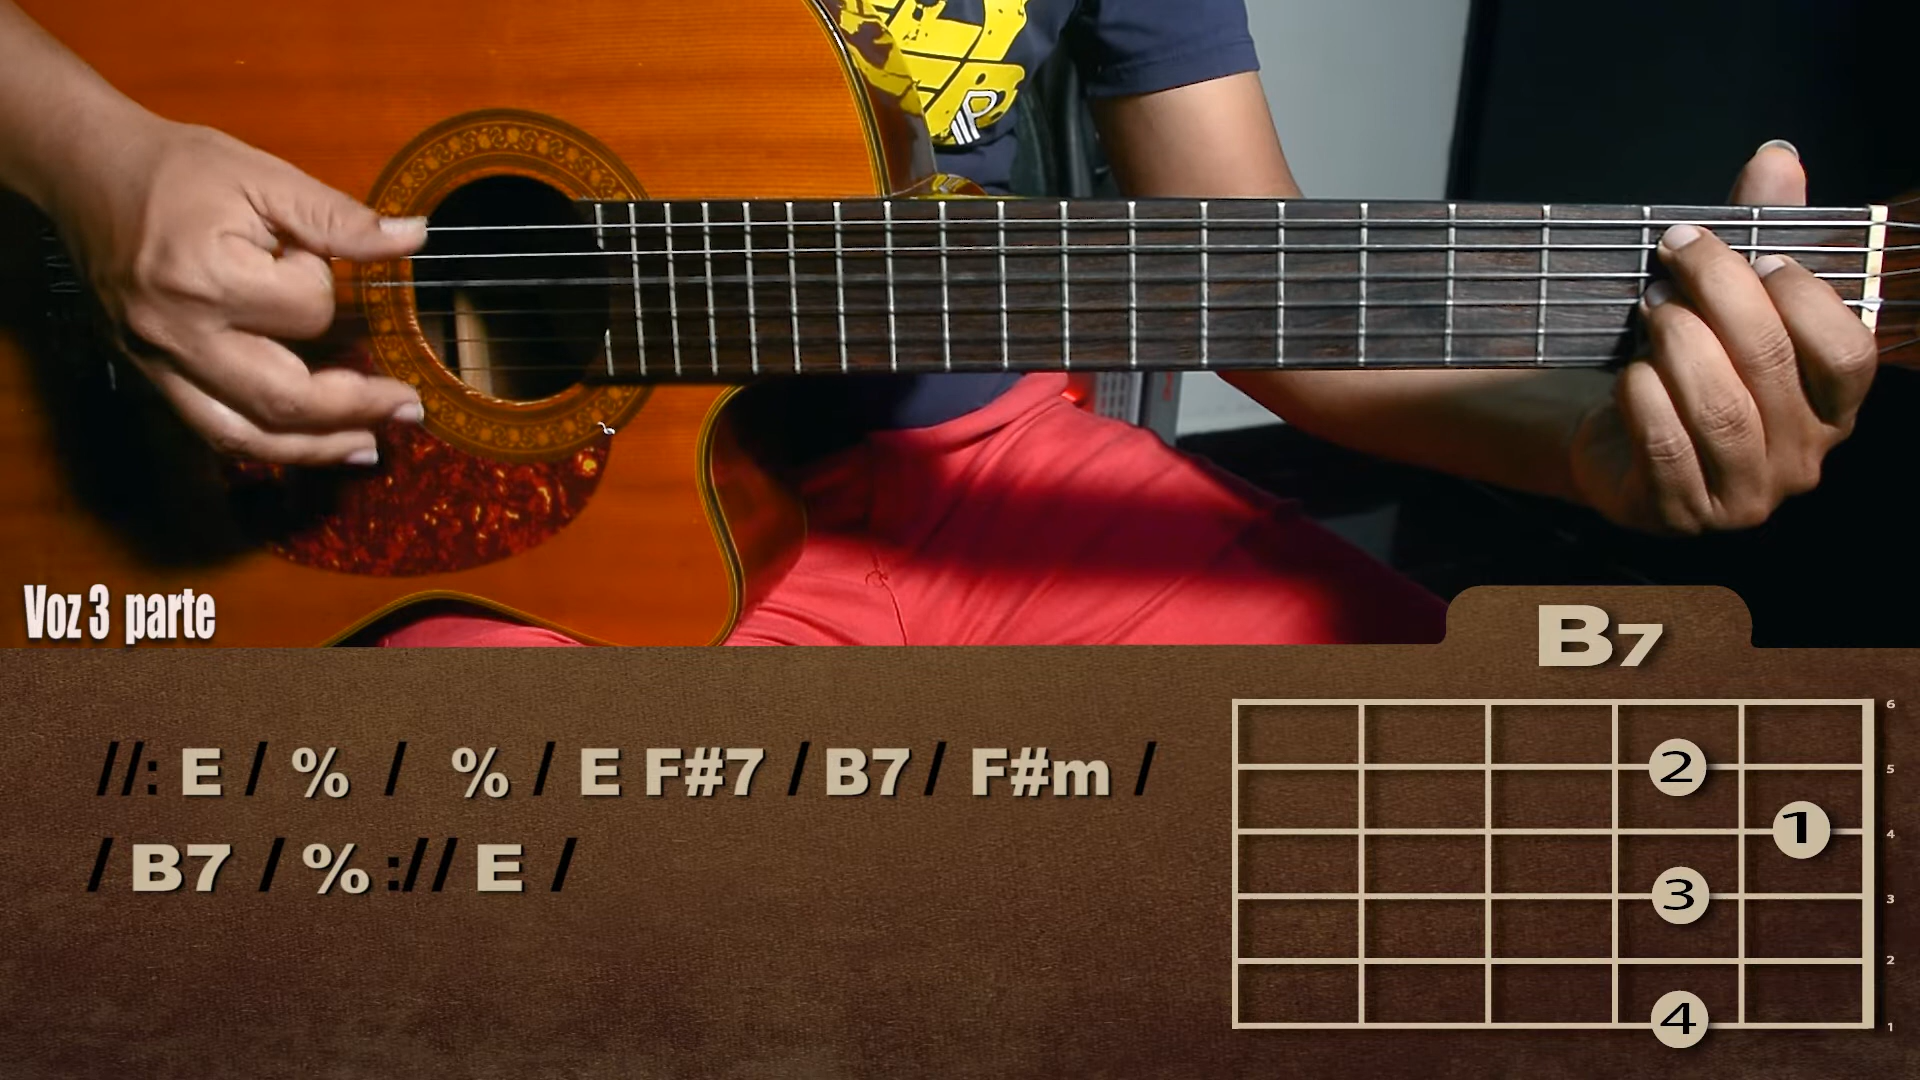 Voz 3 parte
B7
//: E / % / % / E F#7 / B7 / F#m /
/ B7 / % :// E /
6
2
5
1
4
3
3
2
4
1